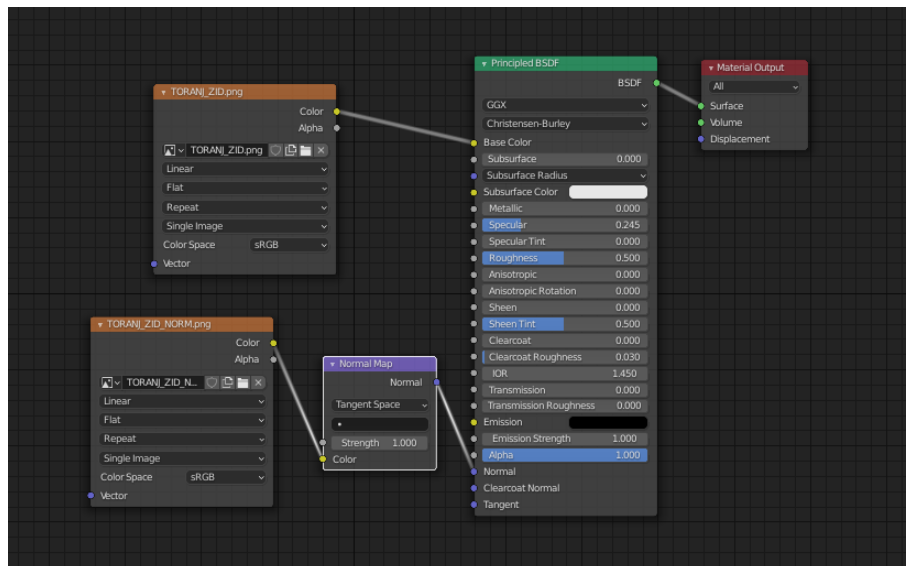 TORANJ_ZID.png
Color
Alpha
TORANJ_ZID.png
Linear
Flat
Repeat
Single Image
Color Space sRGB
Vector
TORANJ_ZID_NORM.png
Color
Alpha
TORANJ_ZID_N...
Linear
Flat
Repeat
Single Image
Color Space sRGB
Vector
Normal Map
Normal
Tangent Space
Strength 1.000
Color
Principled BSDF
BSDF
GGX
Christensen-Burley
Base Color
Subsurface 0.000
Subsurface Radius
Subsurface Color
Metallic 0.000
Specular 0.245
Specular Tint 0.000
Roughness 0.500
Anisotropic 0.000
Anisotropic Rotation 0.000
Sheen 0.000
Sheen Tint 0.500
Clearcoat 0.000
Clearcoat Roughness 0.030
IOR 1.450
Transmission 0.000
Transmission Roughness 0.000
Emission
Emission Strength 1.000
Alpha 1.000
Normal
Clearcoat Normal
Tangent
Material Output
All
Surface
Volume
Displacement